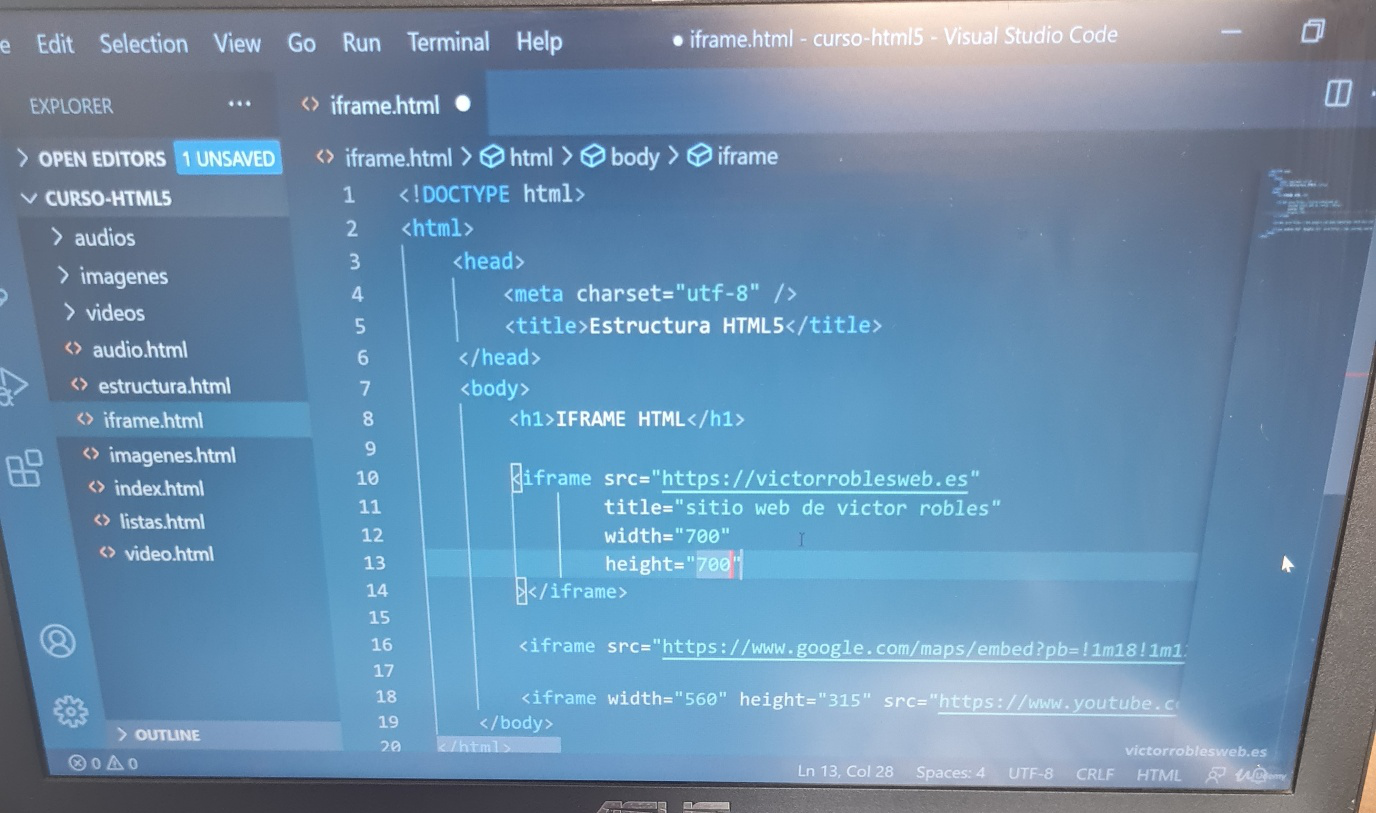 Edit Selection View Go Run Terminal Help
iframe.html - curso-html5 - Visual Studio Code
EXPLORER
iframe.html
OPEN EDITORS 1 UNSAVED
CURSO-HTML5
audios
imagenes
videos
audio.html
estructura.html
iframe.html
imagenes.html
index.html
listas.html
video.html
OUTLINE
iframe.html > html > body > iframe
1 <!DOCTYPE html>
2 <html>
3 <head>
4 <meta charset="utf-8" />
5 <title>Estructura HTML5</title>
6 </head>
7 <body>
8 <h1>IFRAME HTML</h1>
9
10 <iframe src="https://victorroblesweb.es"
11 title="sitio web de victor robles"
12 width="700"
13 height="700"
14 ></iframe>
15
16 <iframe src="https://www.google.com/maps/embed?pb=!1m18!1m1
17
18 <iframe width="560" height="315" src="https://www.youtube.c
19 </body>
20 </html>
victorroblesweb.es
0 0 Ln 13, Col 28 Spaces: 4 UTF-8 CRLF HTML